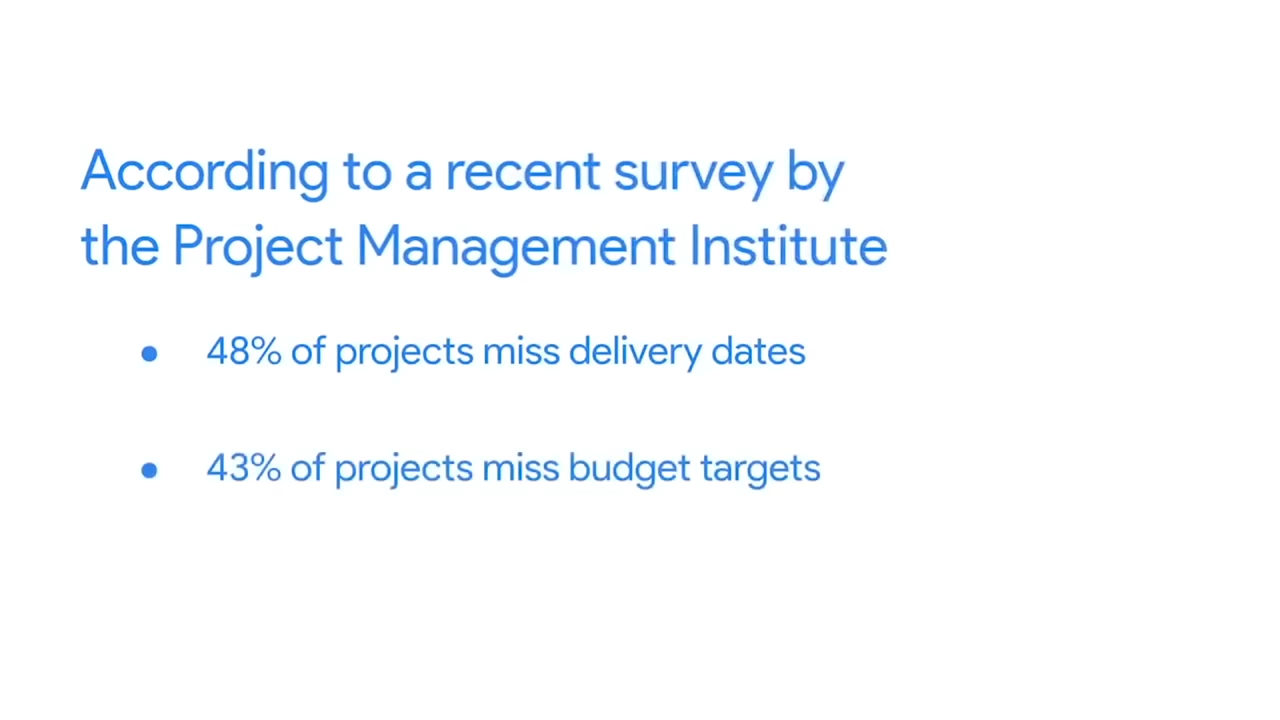 According to a recent survey by
the Project Management Institute
● 48% of projects miss delivery dates
● 43% of projects miss budget targets